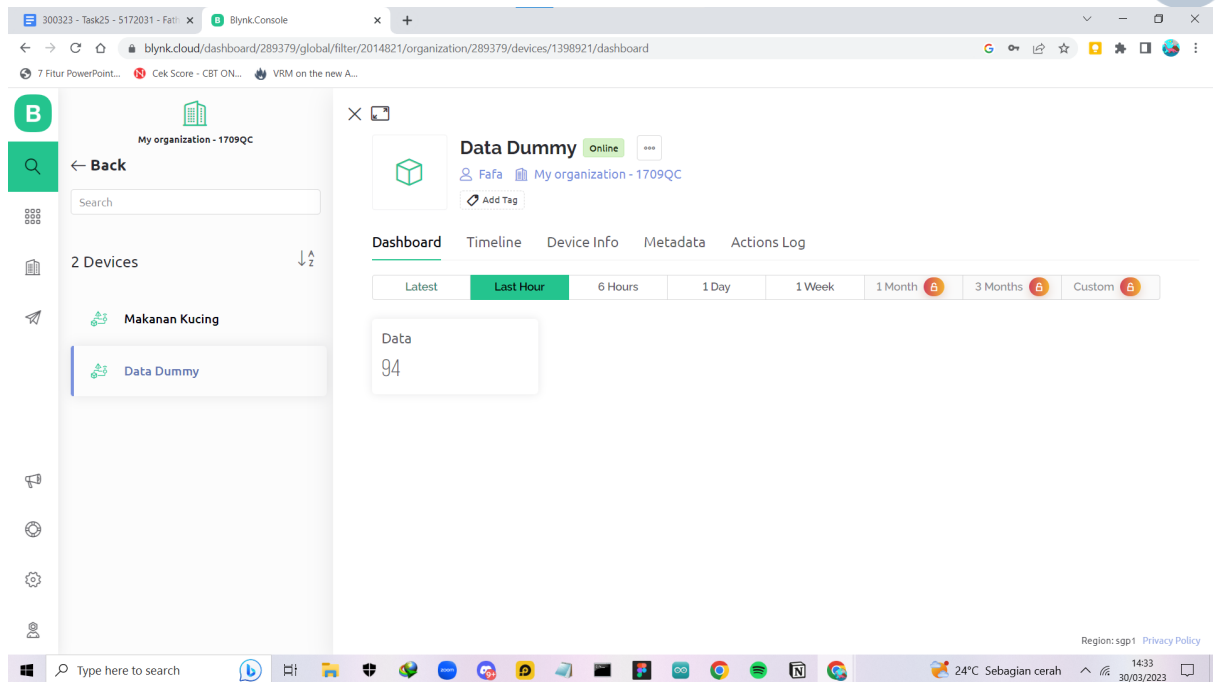 300323 - Task25 - 5172031 - Fath
Blynk.Console
blynk.cloud/dashboard/289379/global/filter/2014821/organization/289379/devices/1398921/dashboard
7 Fitur PowerPoint...
Cek Score - CBT ON...
VRM on the new A...
B
My organization - 1709QC
Back
Search
2 Devices
Makanan Kucing
Data Dummy
Data Dummy Online
Fafa My organization - 1709QC
Add Tag
Dashboard Timeline Device Info Metadata Actions Log
Latest Last Hour 6 Hours 1 Day 1 Week 1 Month 3 Months Custom
Data
94
Region: sgp1 Privacy Policy
Type here to search
24°C Sebagian cerah
14:33
30/03/2023